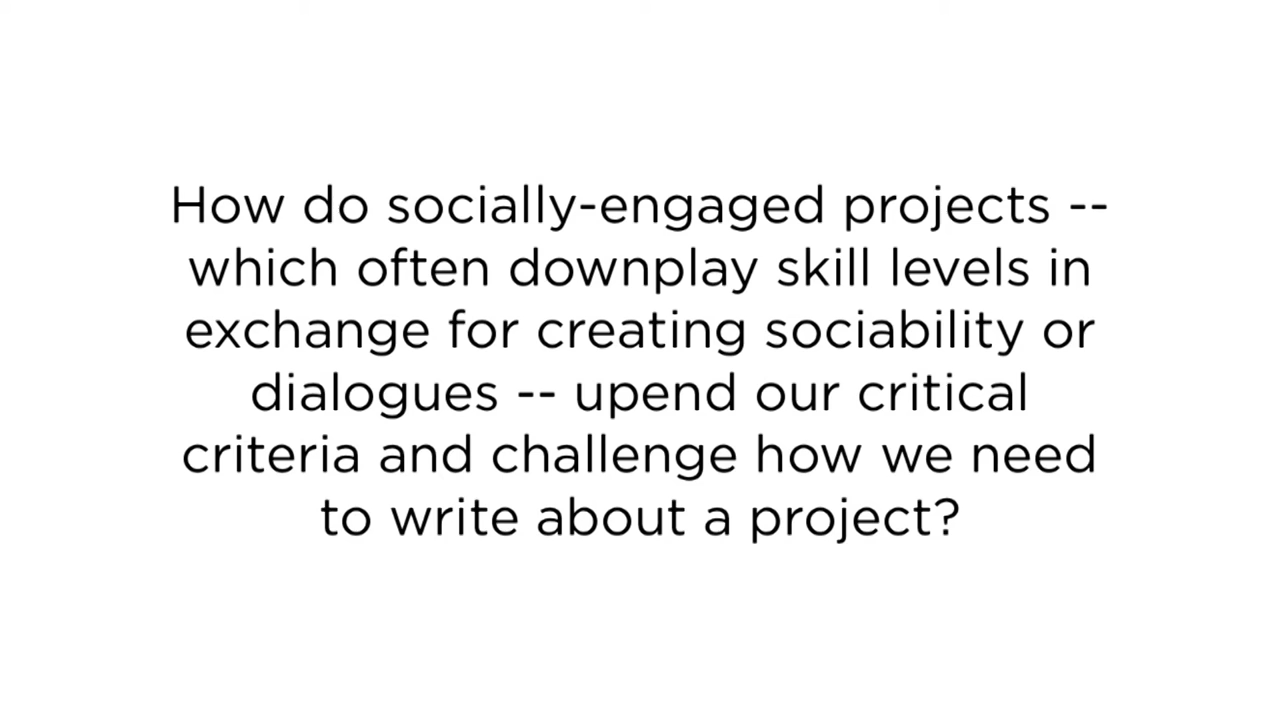 How do socially-engaged projects --
which often downplay skill levels in
exchange for creating sociability or
dialogues -- upend our critical
criteria and challenge how we need
to write about a project?